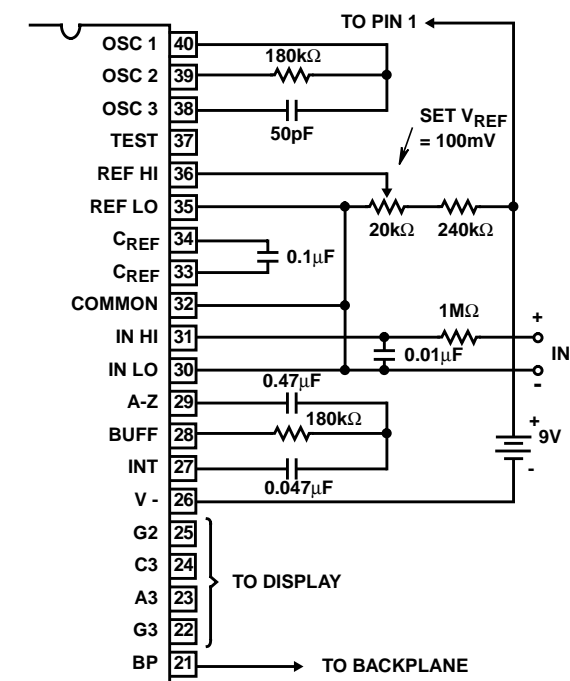 TO PIN 1
OSC 1 40
180kΩ
OSC 2 39
OSC 3 38
50pF
SET VREF
= 100mV
TEST 37
REF HI 36
REF LO 35
20kΩ 240kΩ
CREF 34
0.1µF
CREF 33
COMMON 32
1MΩ
+
IN HI 31
IN
0.01µF
IN LO 30
-
0.47µF
A-Z 29
180kΩ
BUFF 28
+
9V
-
INT 27
0.047µF
V - 26
G2 25
C3 24
TO DISPLAY
A3 23
G3 22
BP 21
TO BACKPLANE